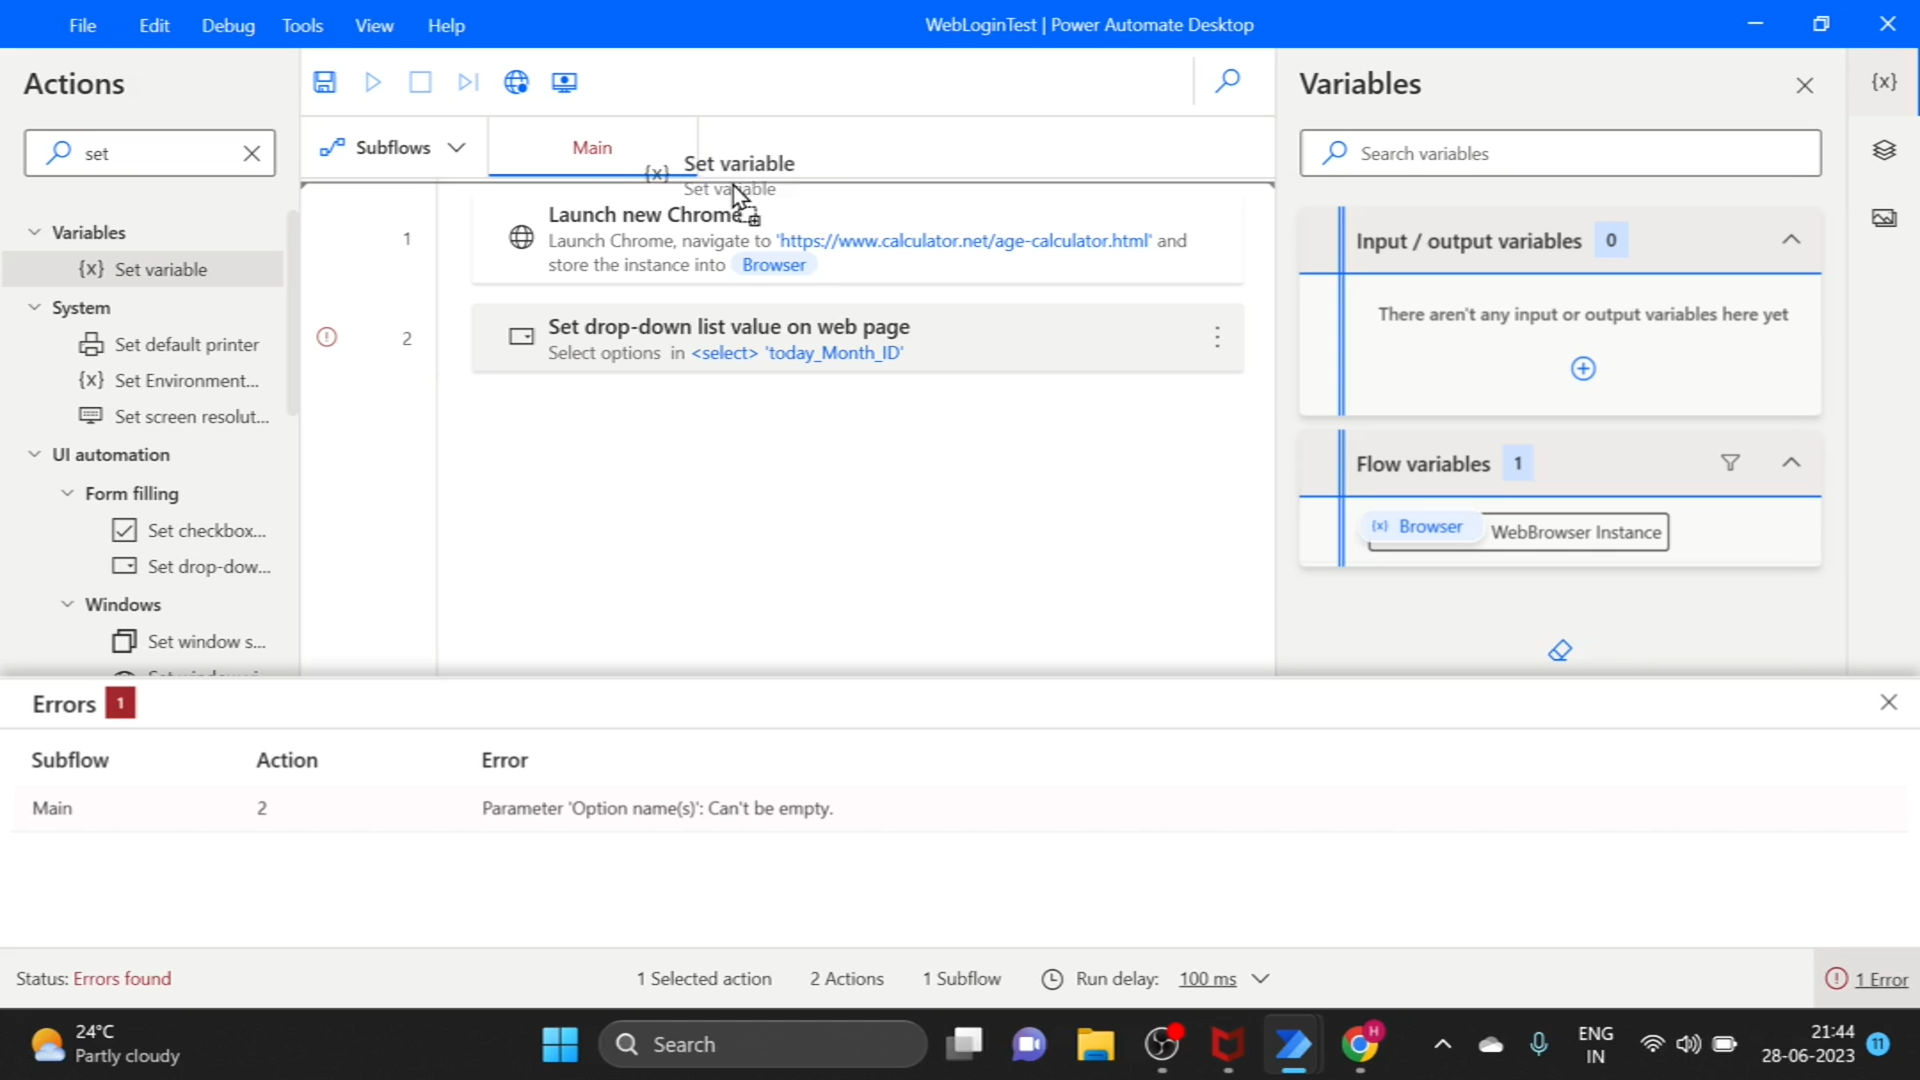 File Edit Debug Tools View Help
WebLoginTest | Power Automate Desktop
Actions
set
Variables
{x} Set variable
System
Set default printer
{x} Set Environment...
Set screen resolut...
UI automation
Form filling
Set checkbox...
Set drop-dow...
Windows
Set window s...
Subflows
Main
{x} Set variable
Set variable
1
Launch new Chrome
Launch Chrome, navigate to 'https://www.calculator.net/age-calculator.html' and
store the instance into Browser
2
Set drop-down list value on web page
Select options in <select> 'today_Month_ID'
Variables
{x}
Search variables
Input / output variables 0
There aren't any input or output variables here yet
Flow variables 1
{x} Browser WebBrowser Instance
Errors 1
Subflow Action Error
Main 2 Parameter 'Option name(s)': Can't be empty.
Status: Errors found
1 Selected action 2 Actions 1 Subflow Run delay: 100 ms
1 Error
24°C
Partly cloudy
Search
H
ENG
IN
21:44
28-06-2023
11